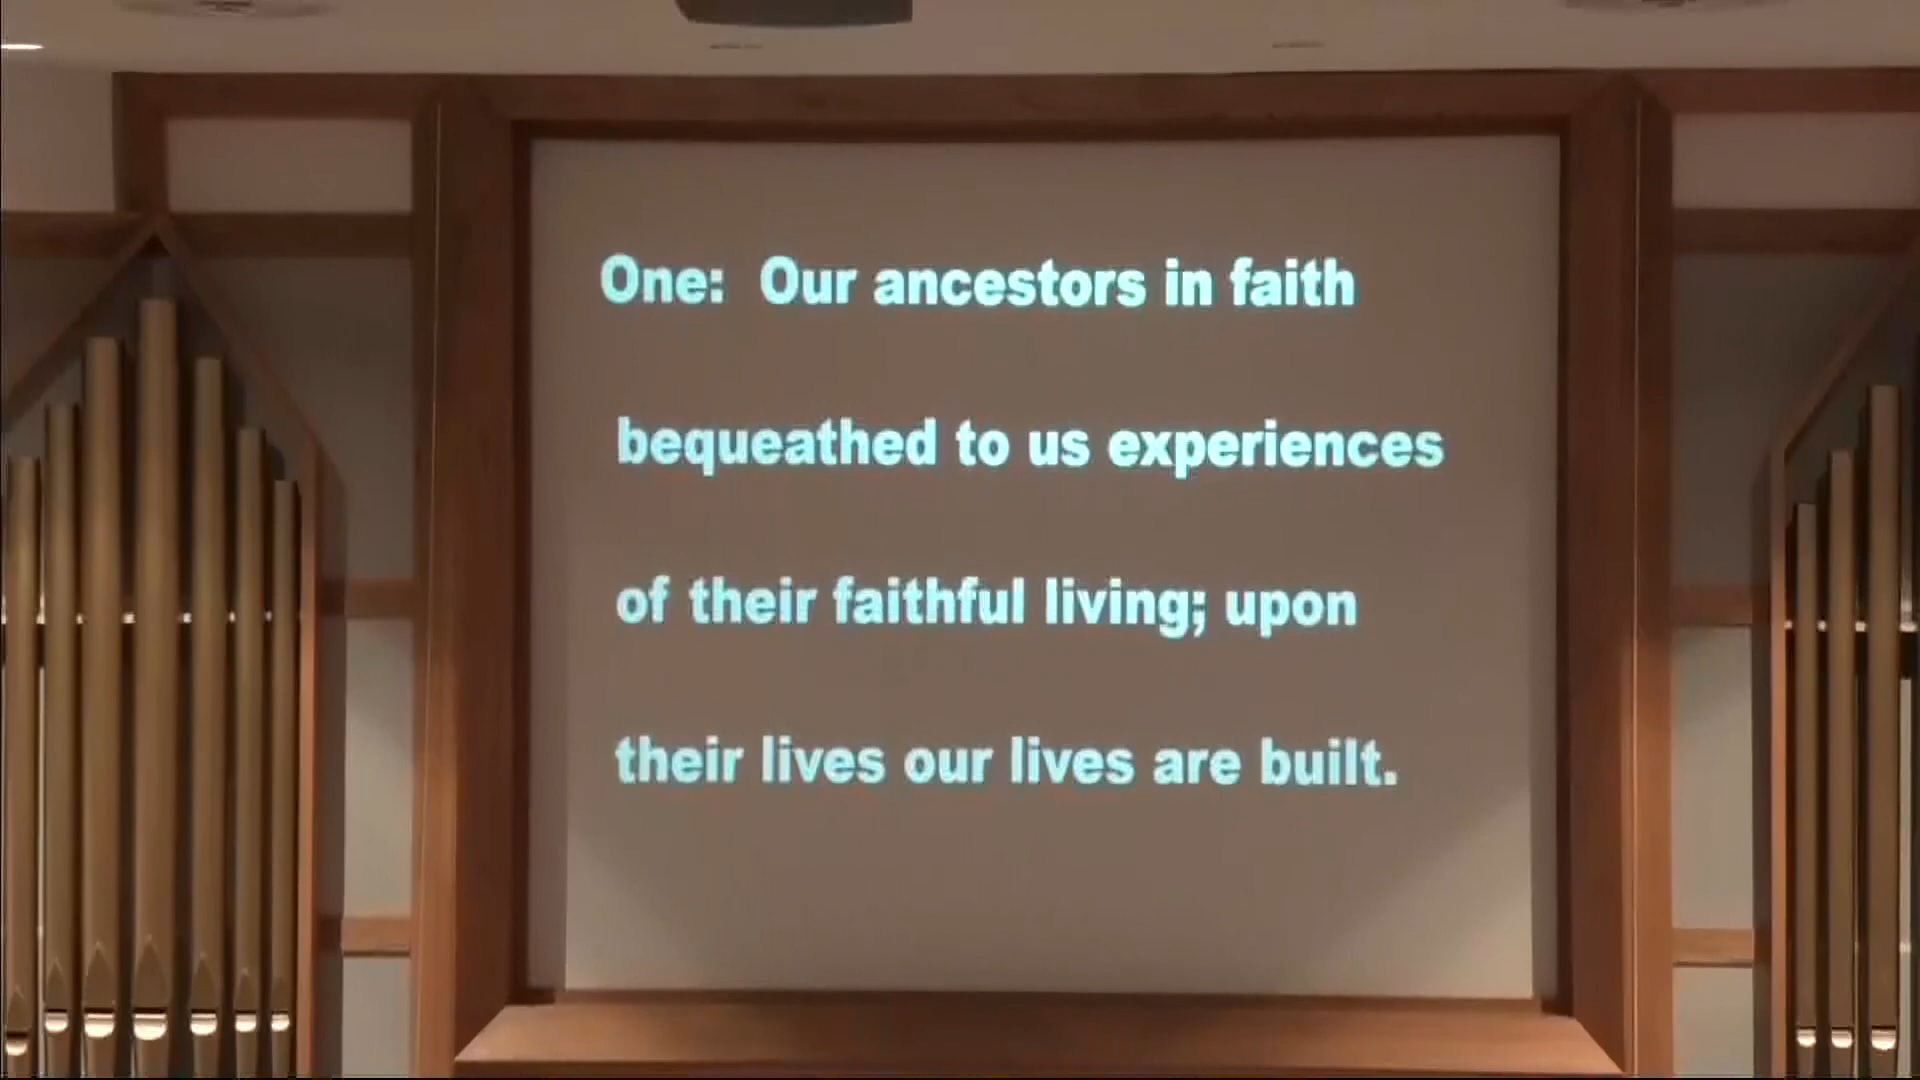 One: Our ancestors in faith
bequeathed to us experiences
of their faithful living; upon
their lives our lives are built.